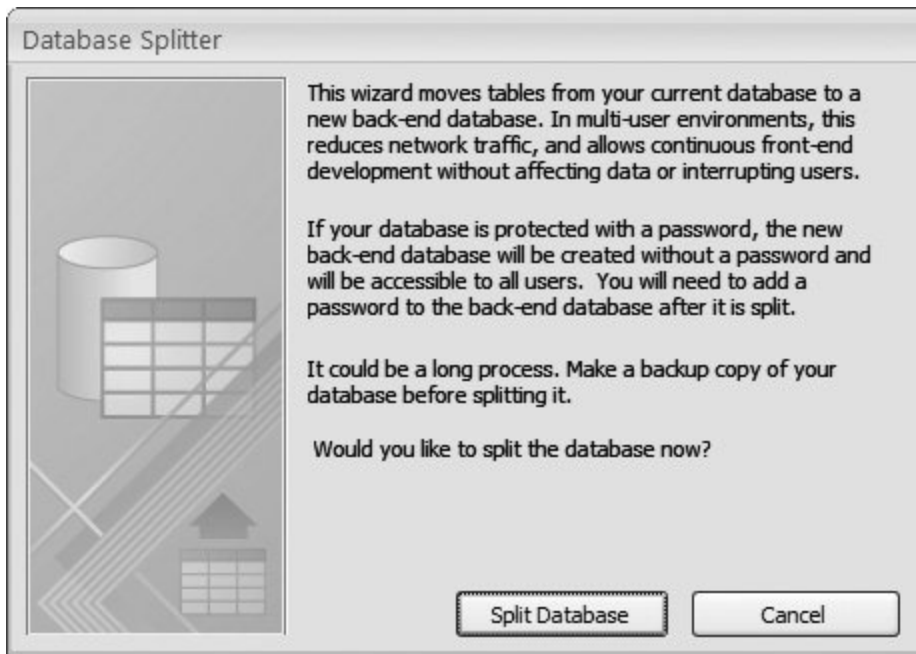 Database Splitter
This wizard moves tables from your current database to a
new back-end database. In multi-user environments, this
reduces network traffic, and allows continuous front-end
development without affecting data or interrupting users.
If your database is protected with a password, the new
back-end database will be created without a password and
will be accessible to all users.  You will need to add a
password to the back-end database after it is split.
It could be a long process. Make a backup copy of your
database before splitting it.
Would you like to split the database now?
Split Database
Cancel